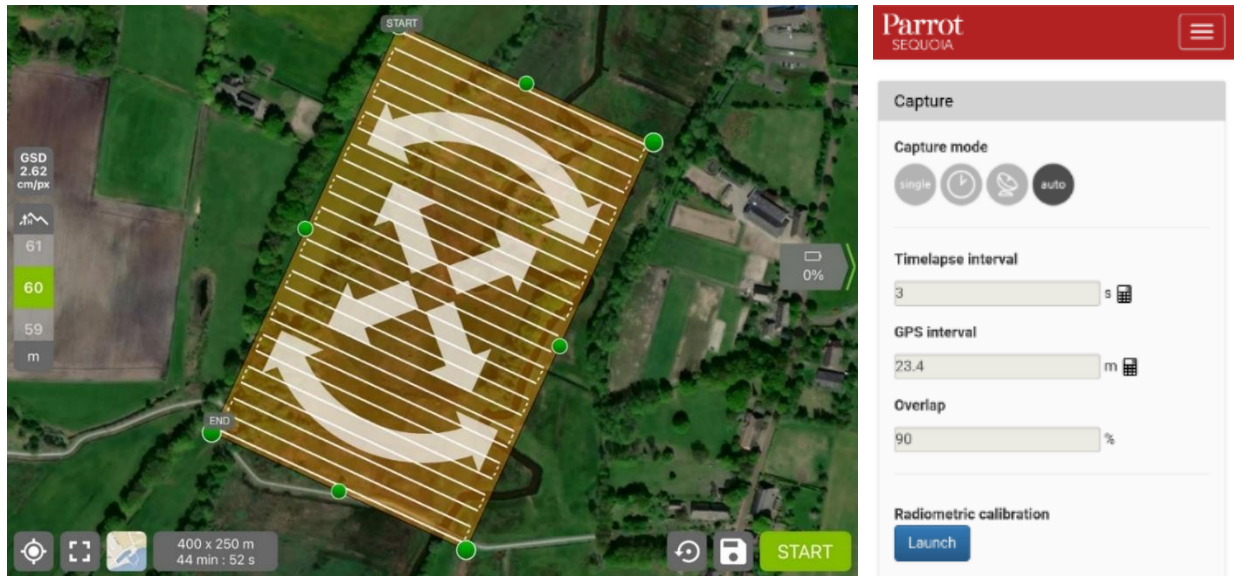 START
GSD
2.62
cm/px
61
60
59
m
0%
END
400 x 250 m
44 min : 52 s
START
Parrot
SEQUOIA
Capture
Capture mode
single
auto
Timelapse interval
3 s
GPS interval
23.4 m
Overlap
90 %
Radiometric calibration
Launch